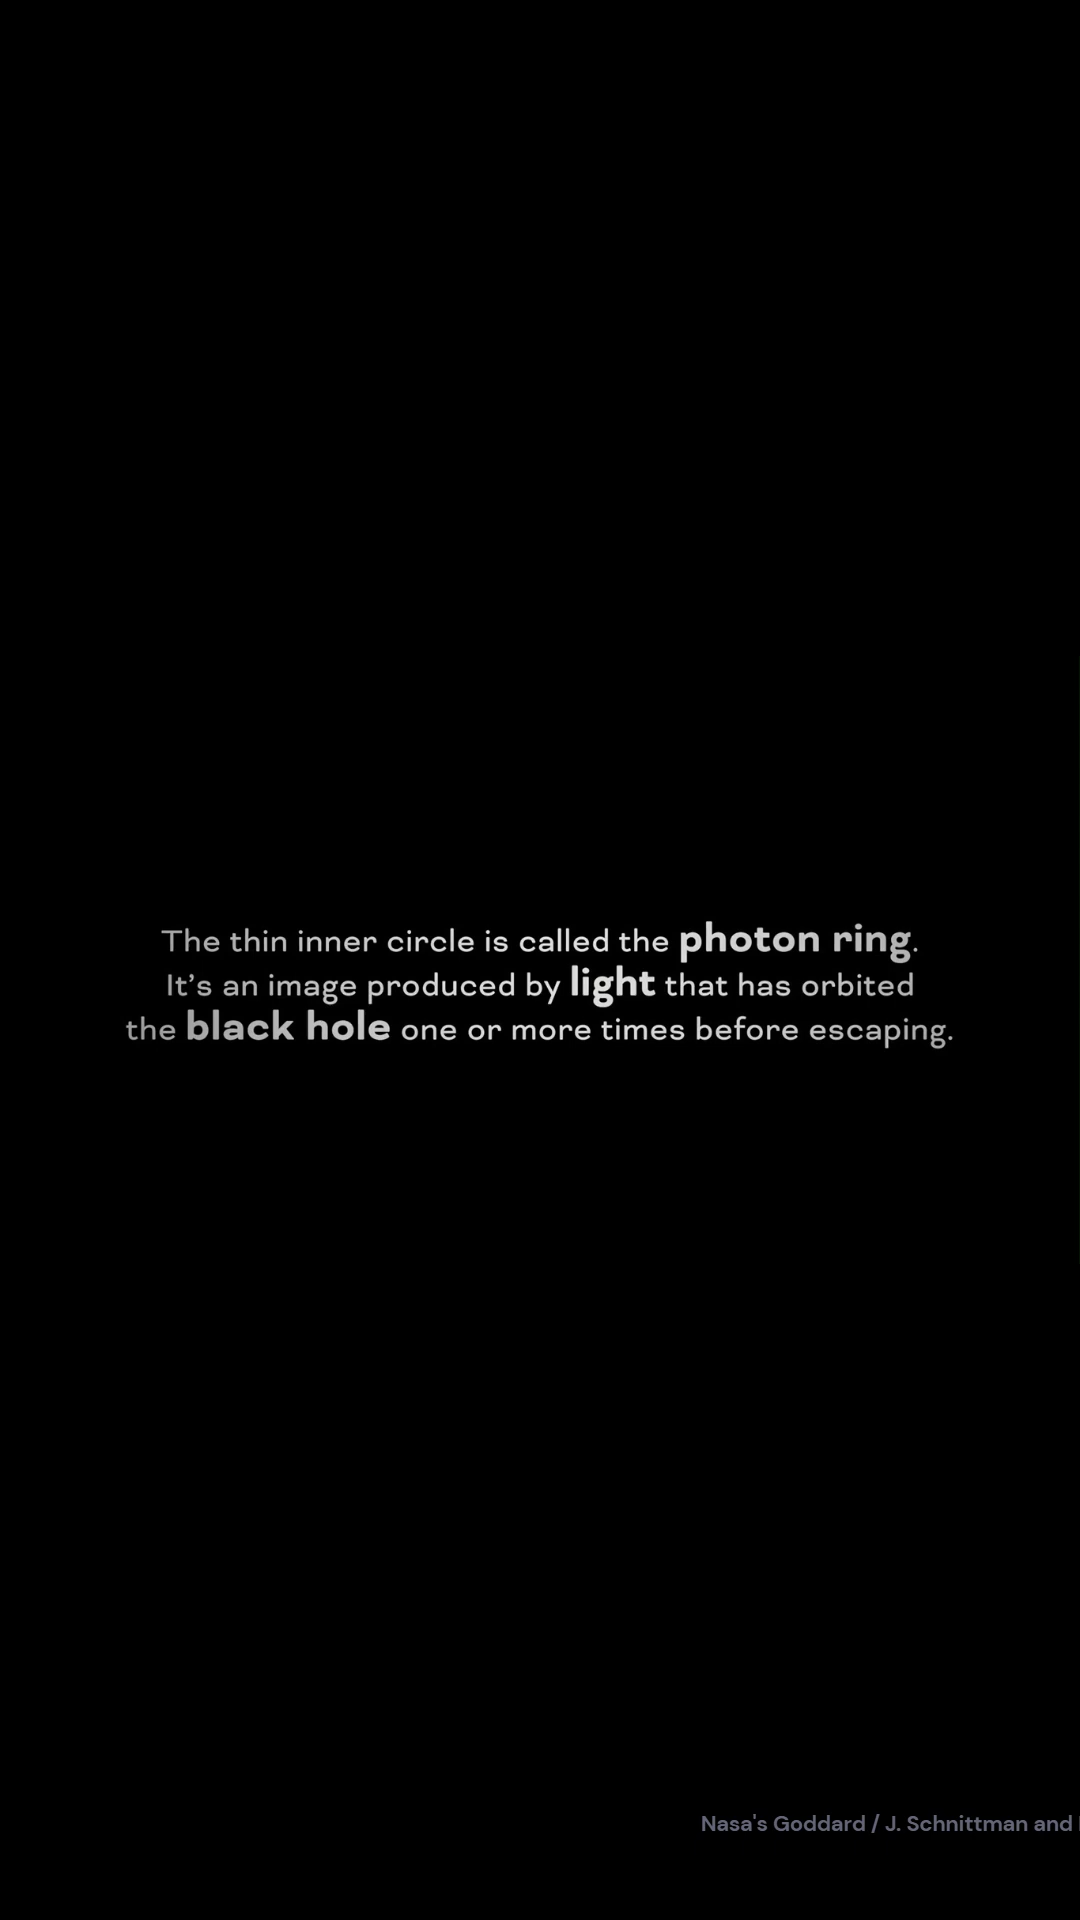 The thin inner circle is called the photon ring.
It’s an image produced by light that has orbited
the black hole one or more times before escaping.
Nasa's Goddard / J. Schnittman and